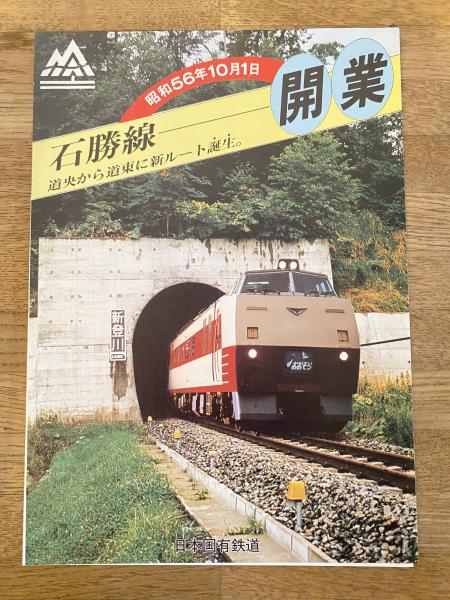 昭和56年10月1日
開業
石勝線
道央から道東に新ルート誕生。
新登川
日本国有鉄道